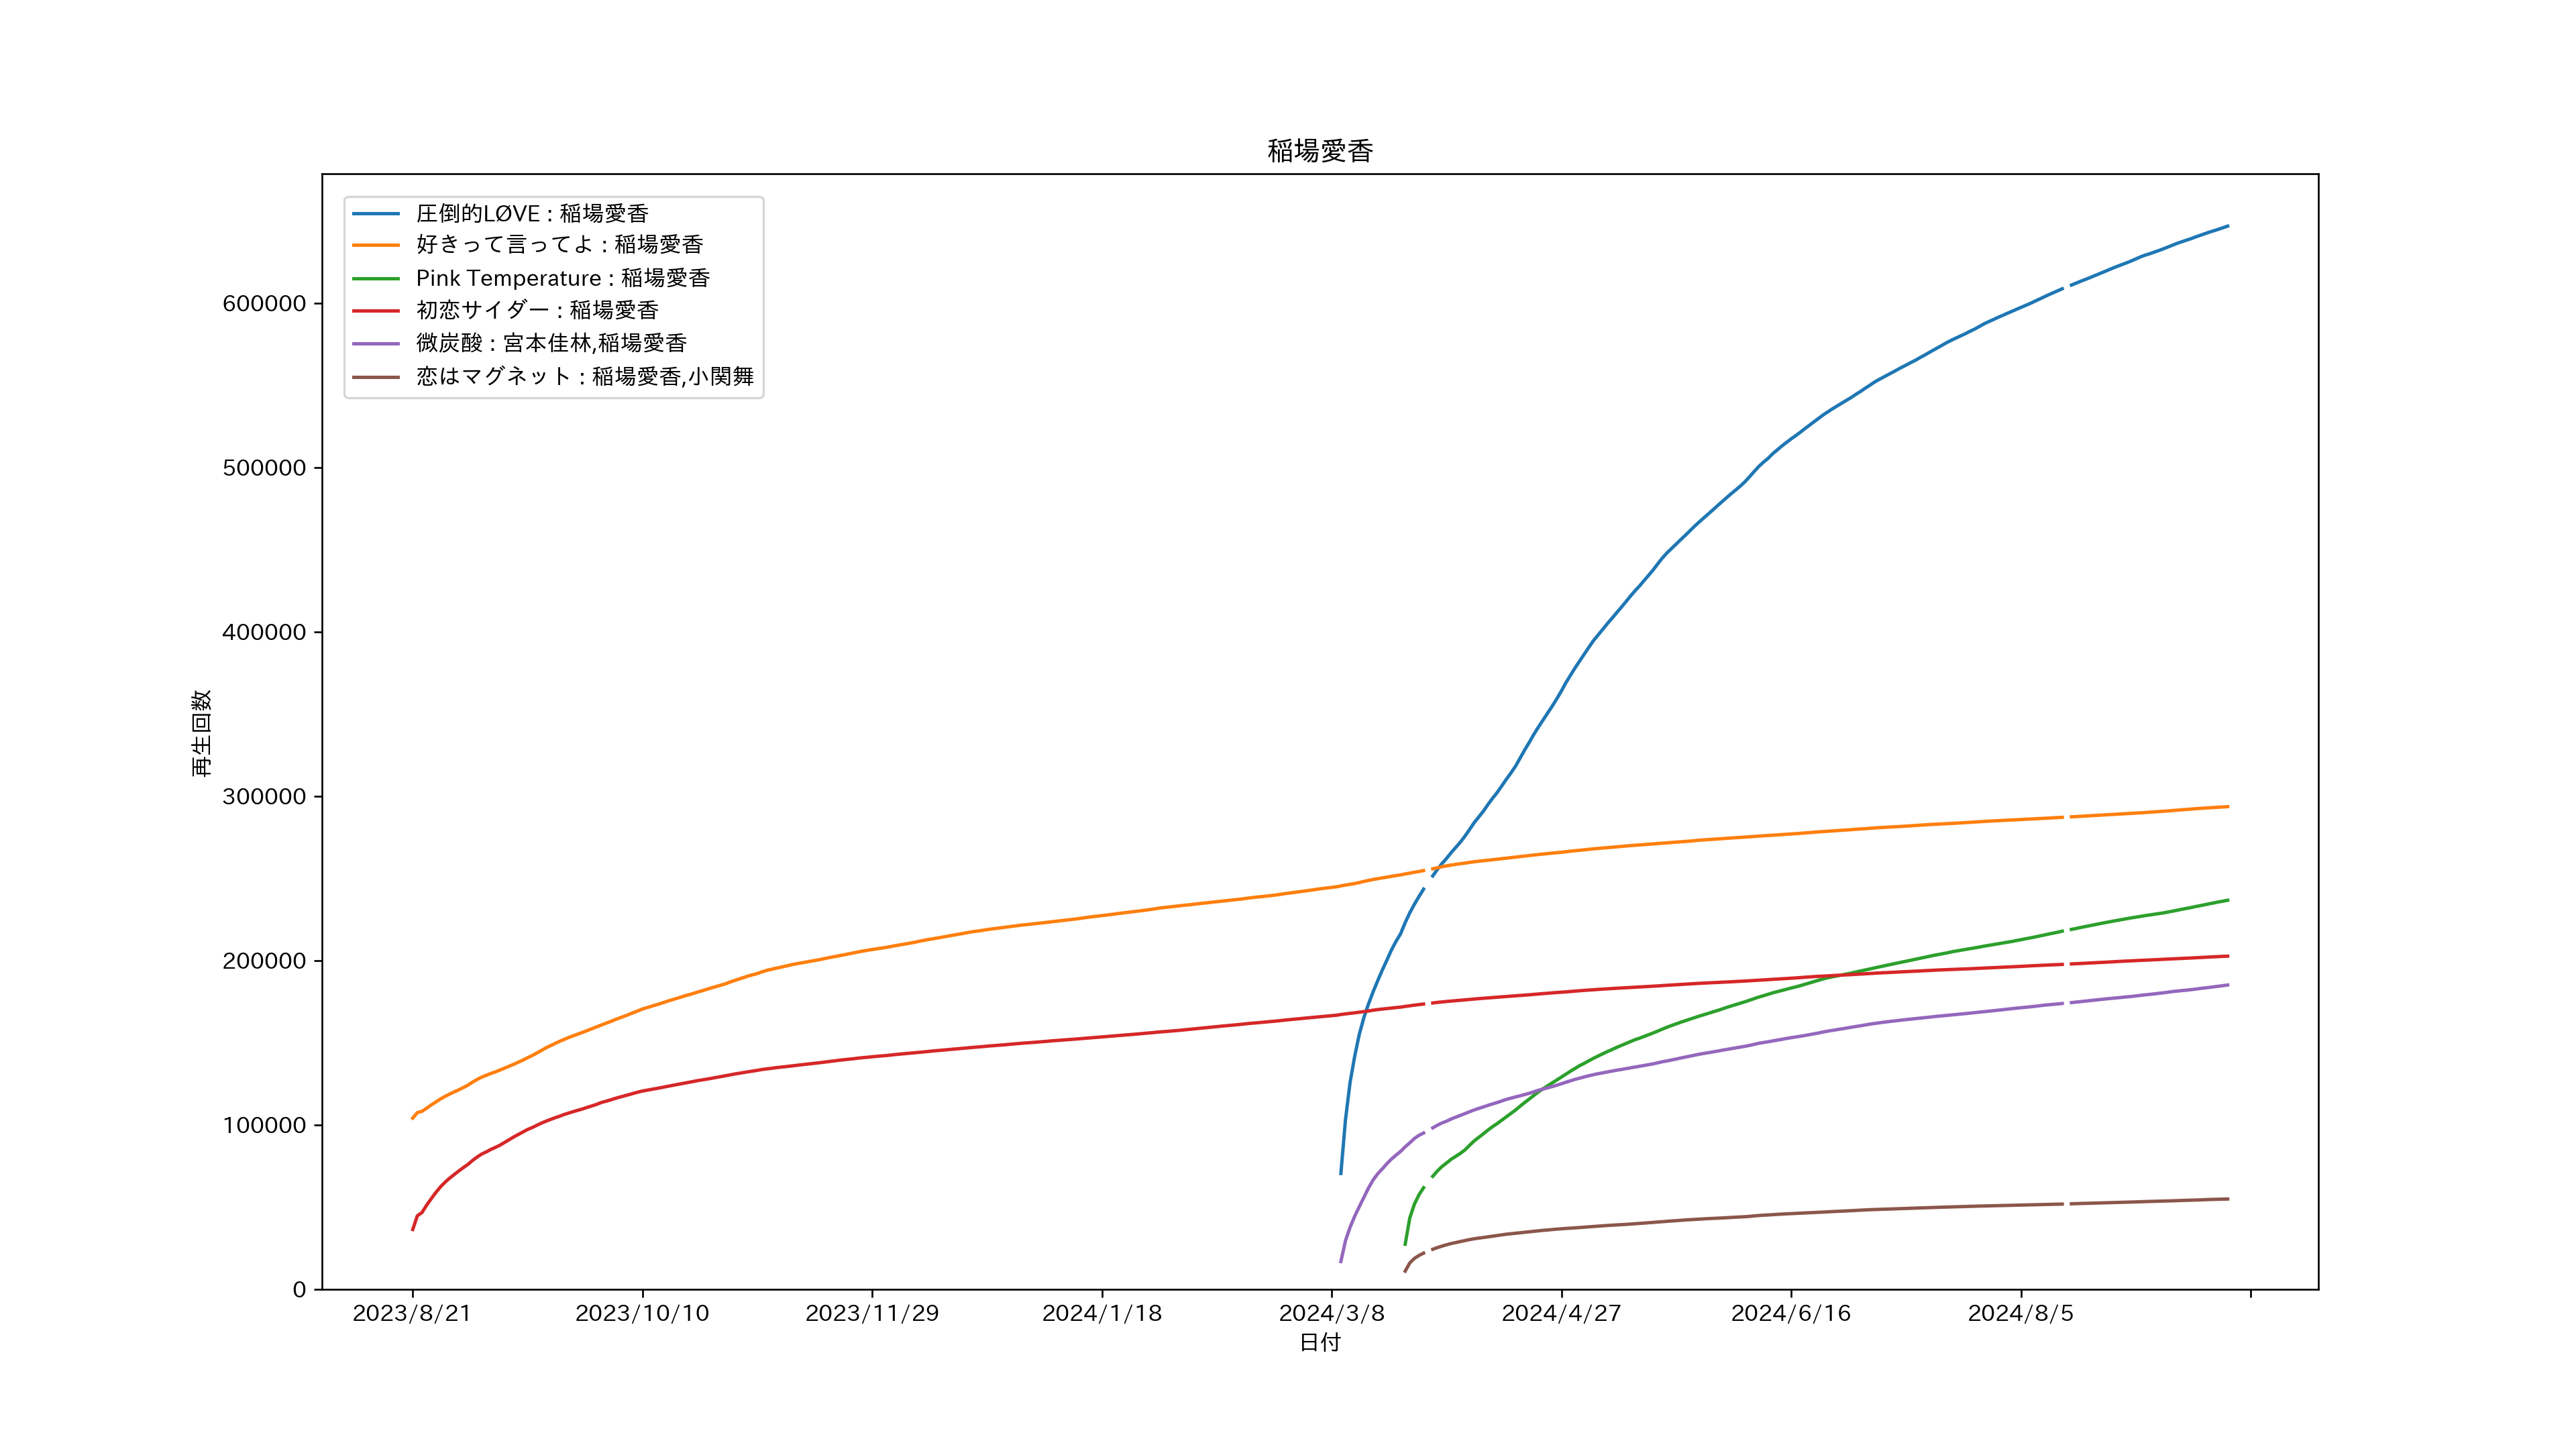 稲場愛香
圧倒的LØVE : 稲場愛香
好きって言ってよ : 稲場愛香
Pink Temperature : 稲場愛香
初恋サイダー : 稲場愛香
微炭酸 : 宮本佳林,稲場愛香
恋はマグネット : 稲場愛香,小関舞
600000
500000
400000
300000
200000
100000
0
再生回数
2023/8/21
2023/10/10
2023/11/29
2024/1/18
2024/3/8
2024/4/27
2024/6/16
2024/8/5
日付